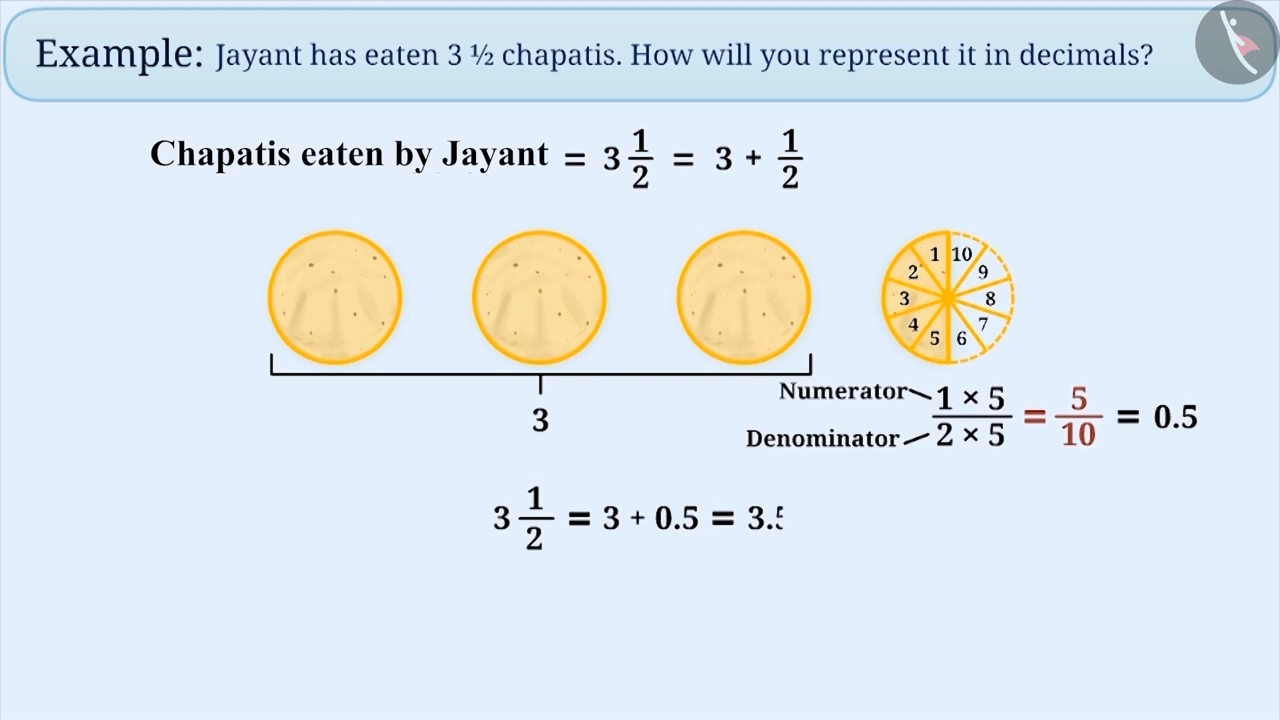 Example: Jayant has eaten 3 ½ chapatis. How will you represent it in decimals?
Chapatis eaten by Jayant = 3 1/2 = 3 + 1/2
1 10
2 9
3 8
4 7
5 6
3
Numerator
Denominator
1 × 5 / 2 × 5 = 5/10 = 0.5
3 1/2 = 3 + 0.5 = 3.